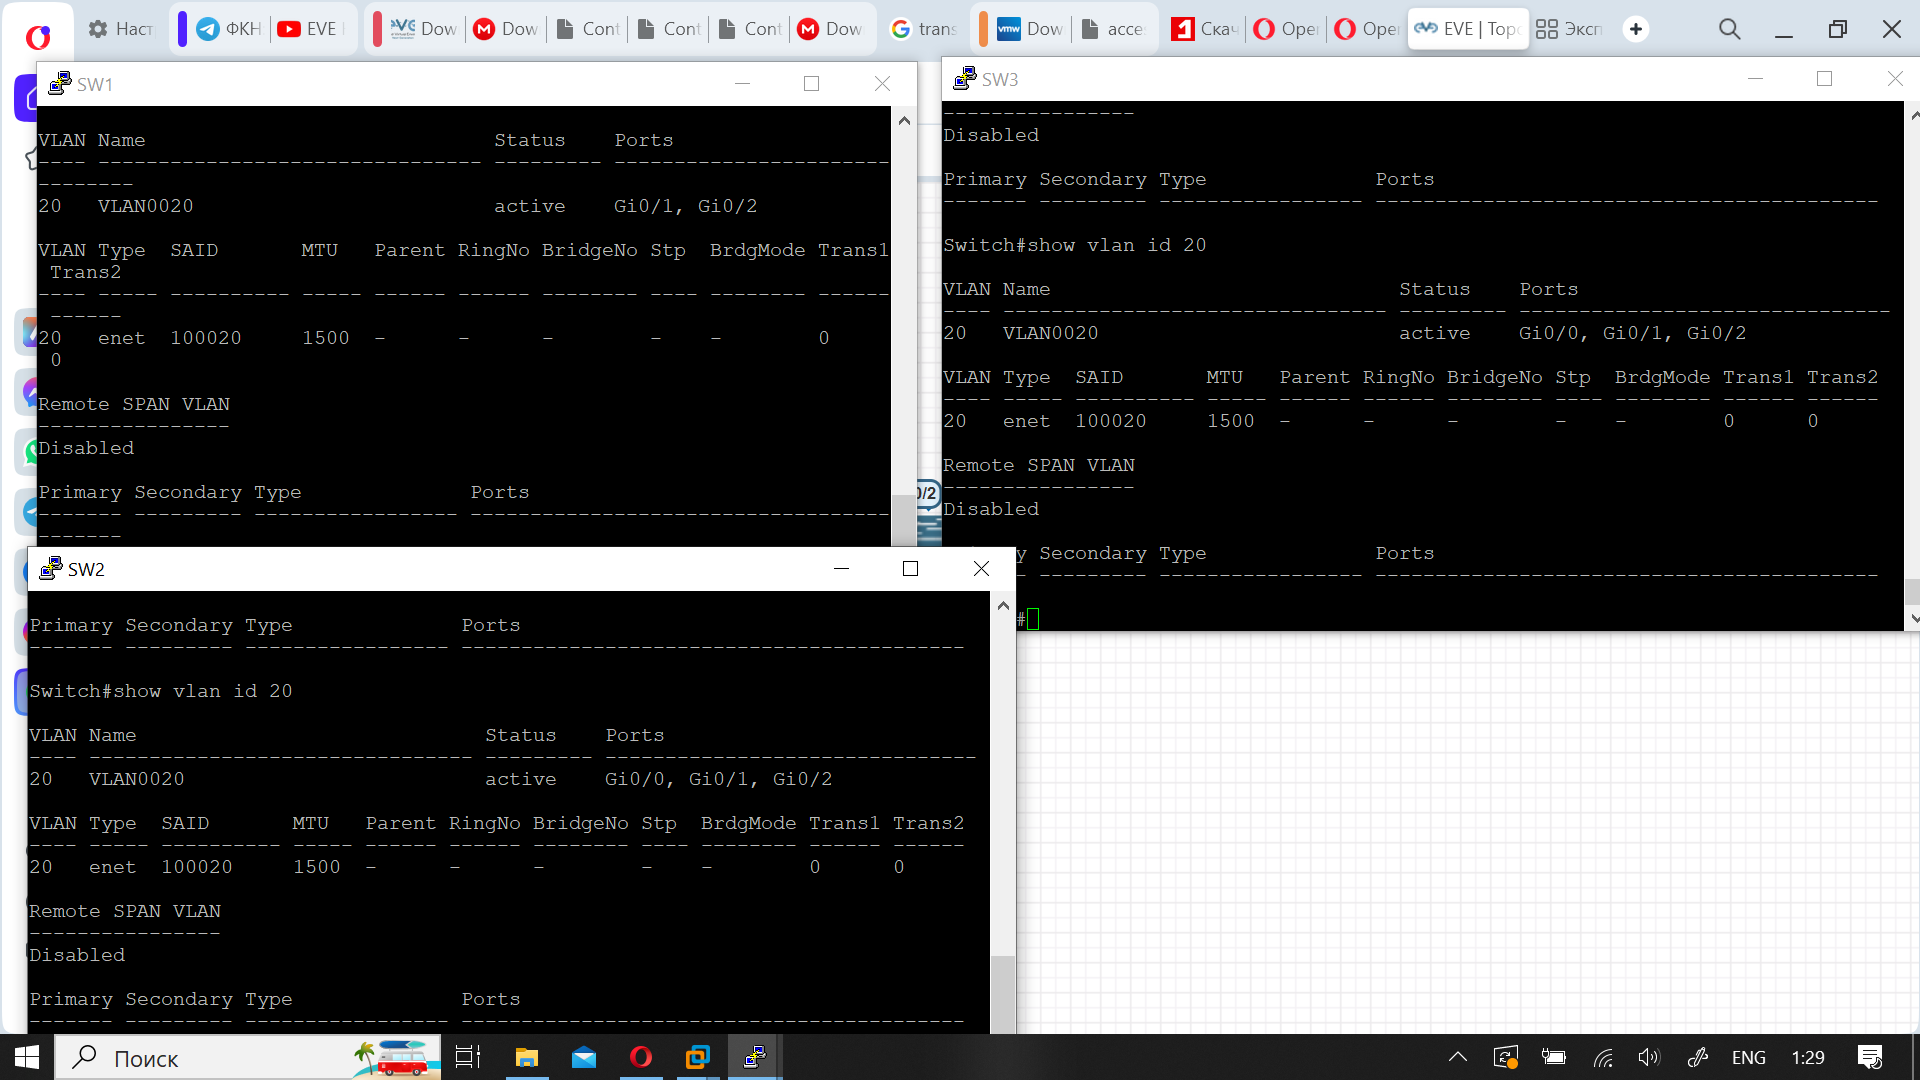 Наст
ФКН
EVE
Dow
Dow
Cont
Cont
Cont
Dow
trans
vmw
Dow
acce
Скач
Ope
Ope
EVE | Topo
Эксп
SW1
VLAN Name                             Status    Ports
---- -------------------------------- --------- -----------------------
--------
20   VLAN0020                         active    Gi0/1, Gi0/2
VLAN Type  SAID       MTU   Parent RingNo BridgeNo Stp  BrdgMode Trans1
 Trans2
---- ----- ---------- ----- ------ ------ -------- ---- -------- ------
 ------
20   enet  100020     1500  -      -      -        -    -        0
 0
Remote SPAN VLAN
----------------
Disabled
Primary Secondary Type              Ports
------- --------- ----------------- -----------------------------------
-------
SW3
----------------
Disabled
Primary Secondary Type              Ports
------- --------- ----------------- ------------------------------------------
Switch#show vlan id 20
VLAN Name                             Status    Ports
---- -------------------------------- --------- -------------------------------
20   VLAN0020                         active    Gi0/0, Gi0/1, Gi0/2
VLAN Type  SAID       MTU   Parent RingNo BridgeNo Stp  BrdgMode Trans1 Trans2
---- ----- ---------- ----- ------ ------ -------- ---- -------- ------ ------
20   enet  100020     1500  -      -      -        -    -        0      0
Remote SPAN VLAN
----------------
Disabled
y Secondary Type              Ports
- --------- ----------------- ------------------------------------------
#
0/2
SW2
Primary Secondary Type              Ports
------- --------- ----------------- ------------------------------------------
Switch#show vlan id 20
VLAN Name                             Status    Ports
---- -------------------------------- --------- -------------------------------
20   VLAN0020                         active    Gi0/0, Gi0/1, Gi0/2
VLAN Type  SAID       MTU   Parent RingNo BridgeNo Stp  BrdgMode Trans1 Trans2
---- ----- ---------- ----- ------ ------ -------- ---- -------- ------ ------
20   enet  100020     1500  -      -      -        -    -        0      0
Remote SPAN VLAN
----------------
Disabled
Primary Secondary Type              Ports
------- --------- ----------------- ------------------------------------------
Поиск
ENG
1:29